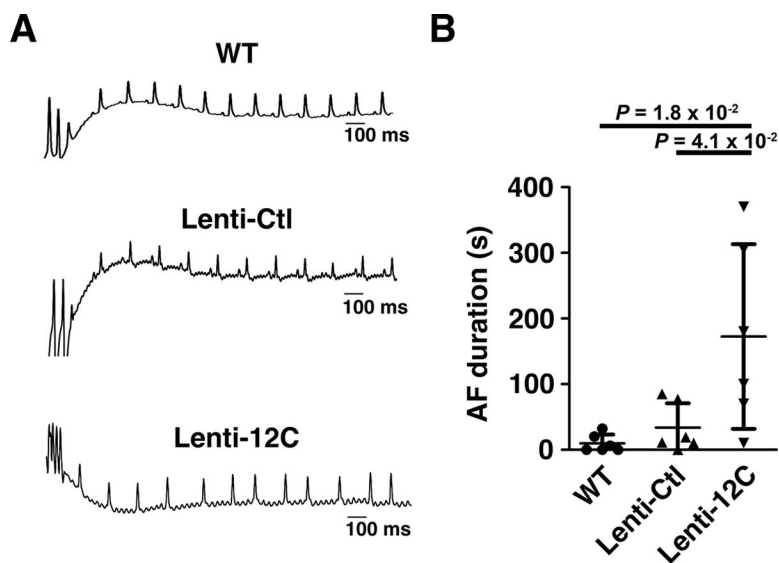 A
WT
100 ms
Lenti-Ctl
100 ms
Lenti-12C
100 ms
B
P = 1.8 x 10-2
P = 4.1 x 10-2
AF duration (s)
400
300
200
100
0
WT
Lenti-Ctl
Lenti-12C